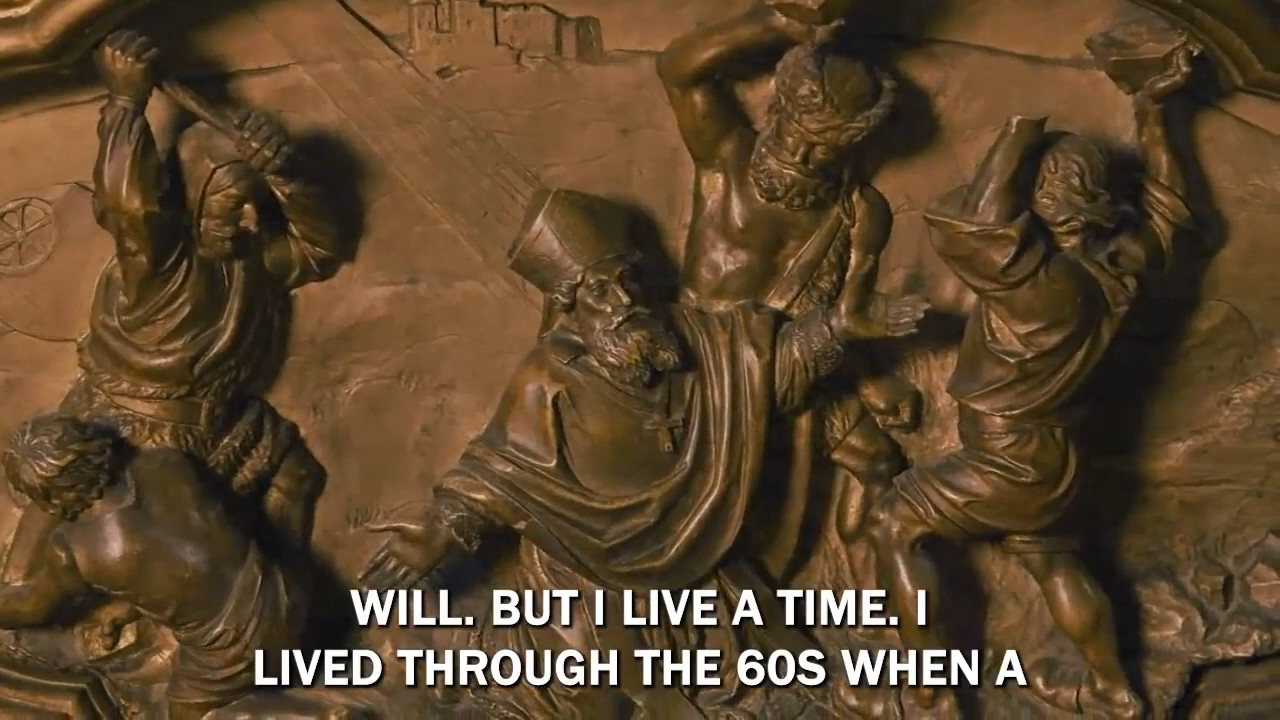 WILL. BUT I LIVE A TIME. I
LIVED THROUGH THE 60S WHEN A